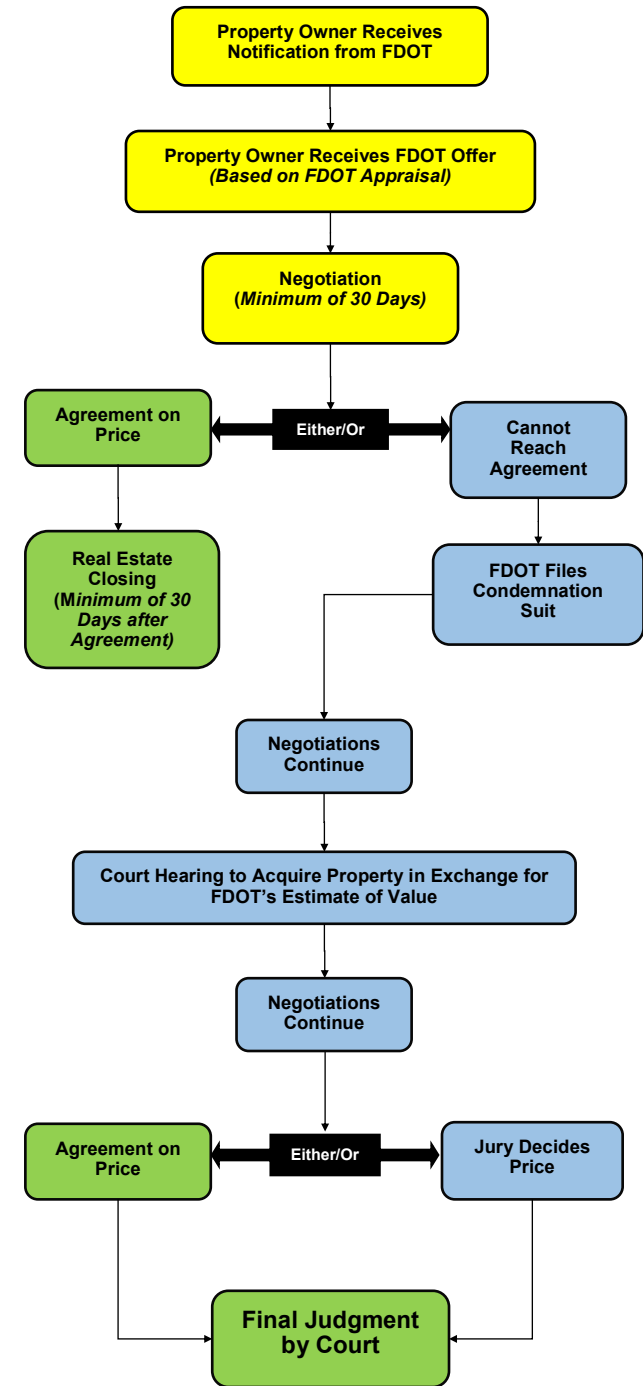 Property Owner Receives
Notification from FDOT
Property Owner Receives FDOT Offer
(Based on FDOT Appraisal)
Negotiation
(Minimum of 30 Days)
Agreement on
Price
Either/Or
Cannot
Reach
Agreement
Real Estate
Closing
(Minimum of 30
Days after
Agreement)
FDOT Files
Condemnation
Suit
Negotiations
Continue
Court Hearing to Acquire Property in Exchange for
FDOT’s Estimate of Value
Negotiations
Continue
Agreement on
Price
Either/Or
Jury Decides
Price
Final Judgment
by Court